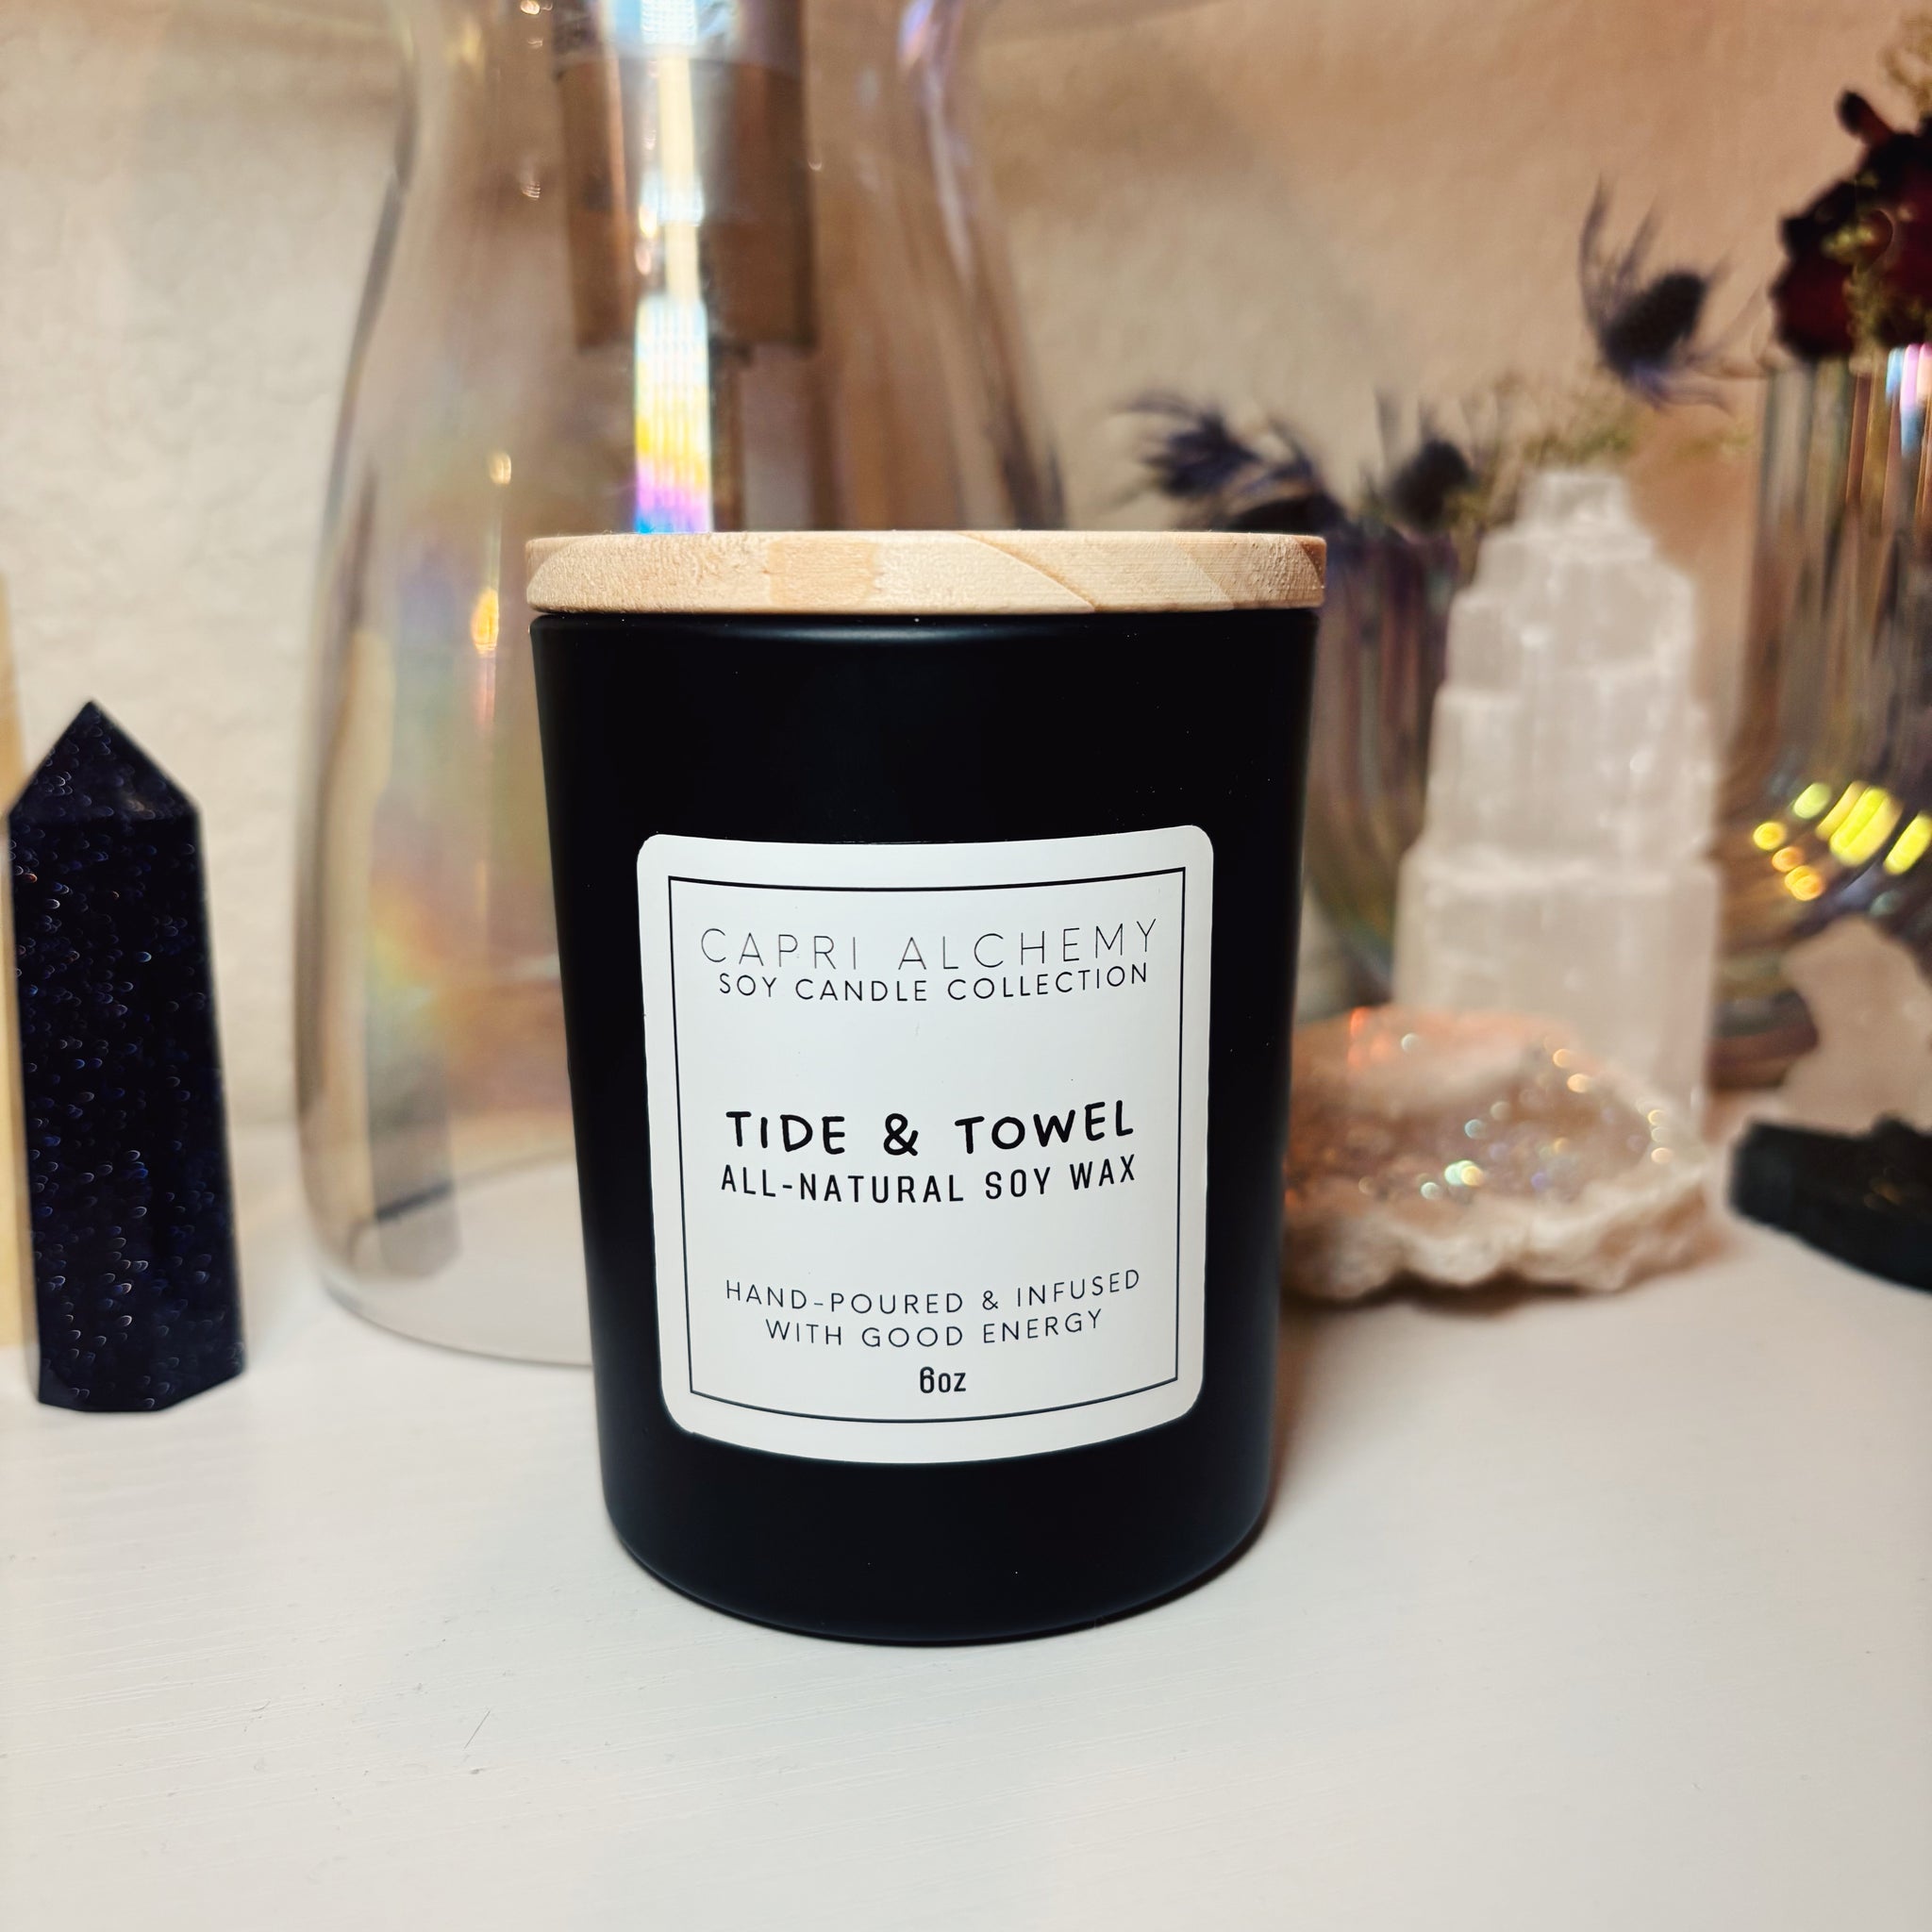 CAPRI ALCHEMY
SOY CANDLE COLLECTION
TIDE & TOWEL
ALL-NATURAL SOY WAX
HAND-POURED & INFUSED
WITH GOOD ENERGY
6oz